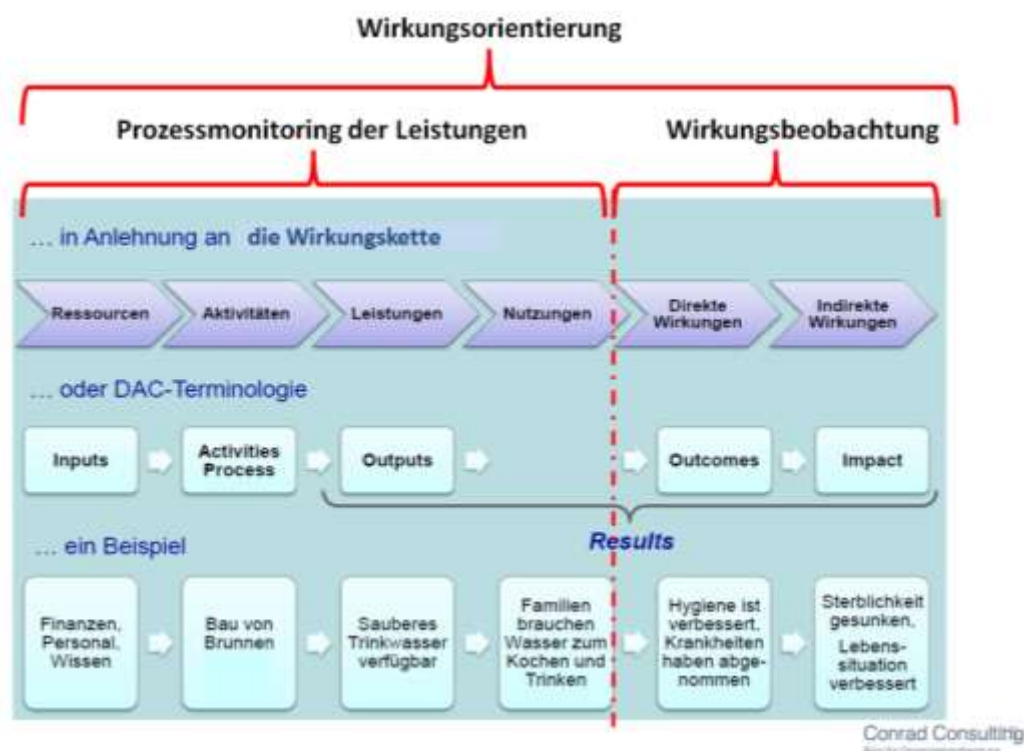 Wirkungsorientierung
Prozessmonitoring der Leistungen
Wirkungsbeobachtung
... in Anlehnung an die Wirkungskette
Ressourcen
Aktivitäten
Leistungen
Nutzungen
Direkte
Wirkungen
Indirekte
Wirkungen
... oder DAC-Terminologie
Inputs
Activities
Process
Outputs
Outcomes
Impact
Results
... ein Beispiel
Finanzen,
Personal,
Wissen
Bau von
Brunnen
Sauberes
Trinkwasser
verfügbar
Familien
brauchen
Wasser zum
Kochen und
Trinken
Hygiene ist
verbessert,
Krankheiten
haben abge-
nommen
Sterblichkeit
gesunken,
Lebens-
situation
verbessert
Conrad Consulting